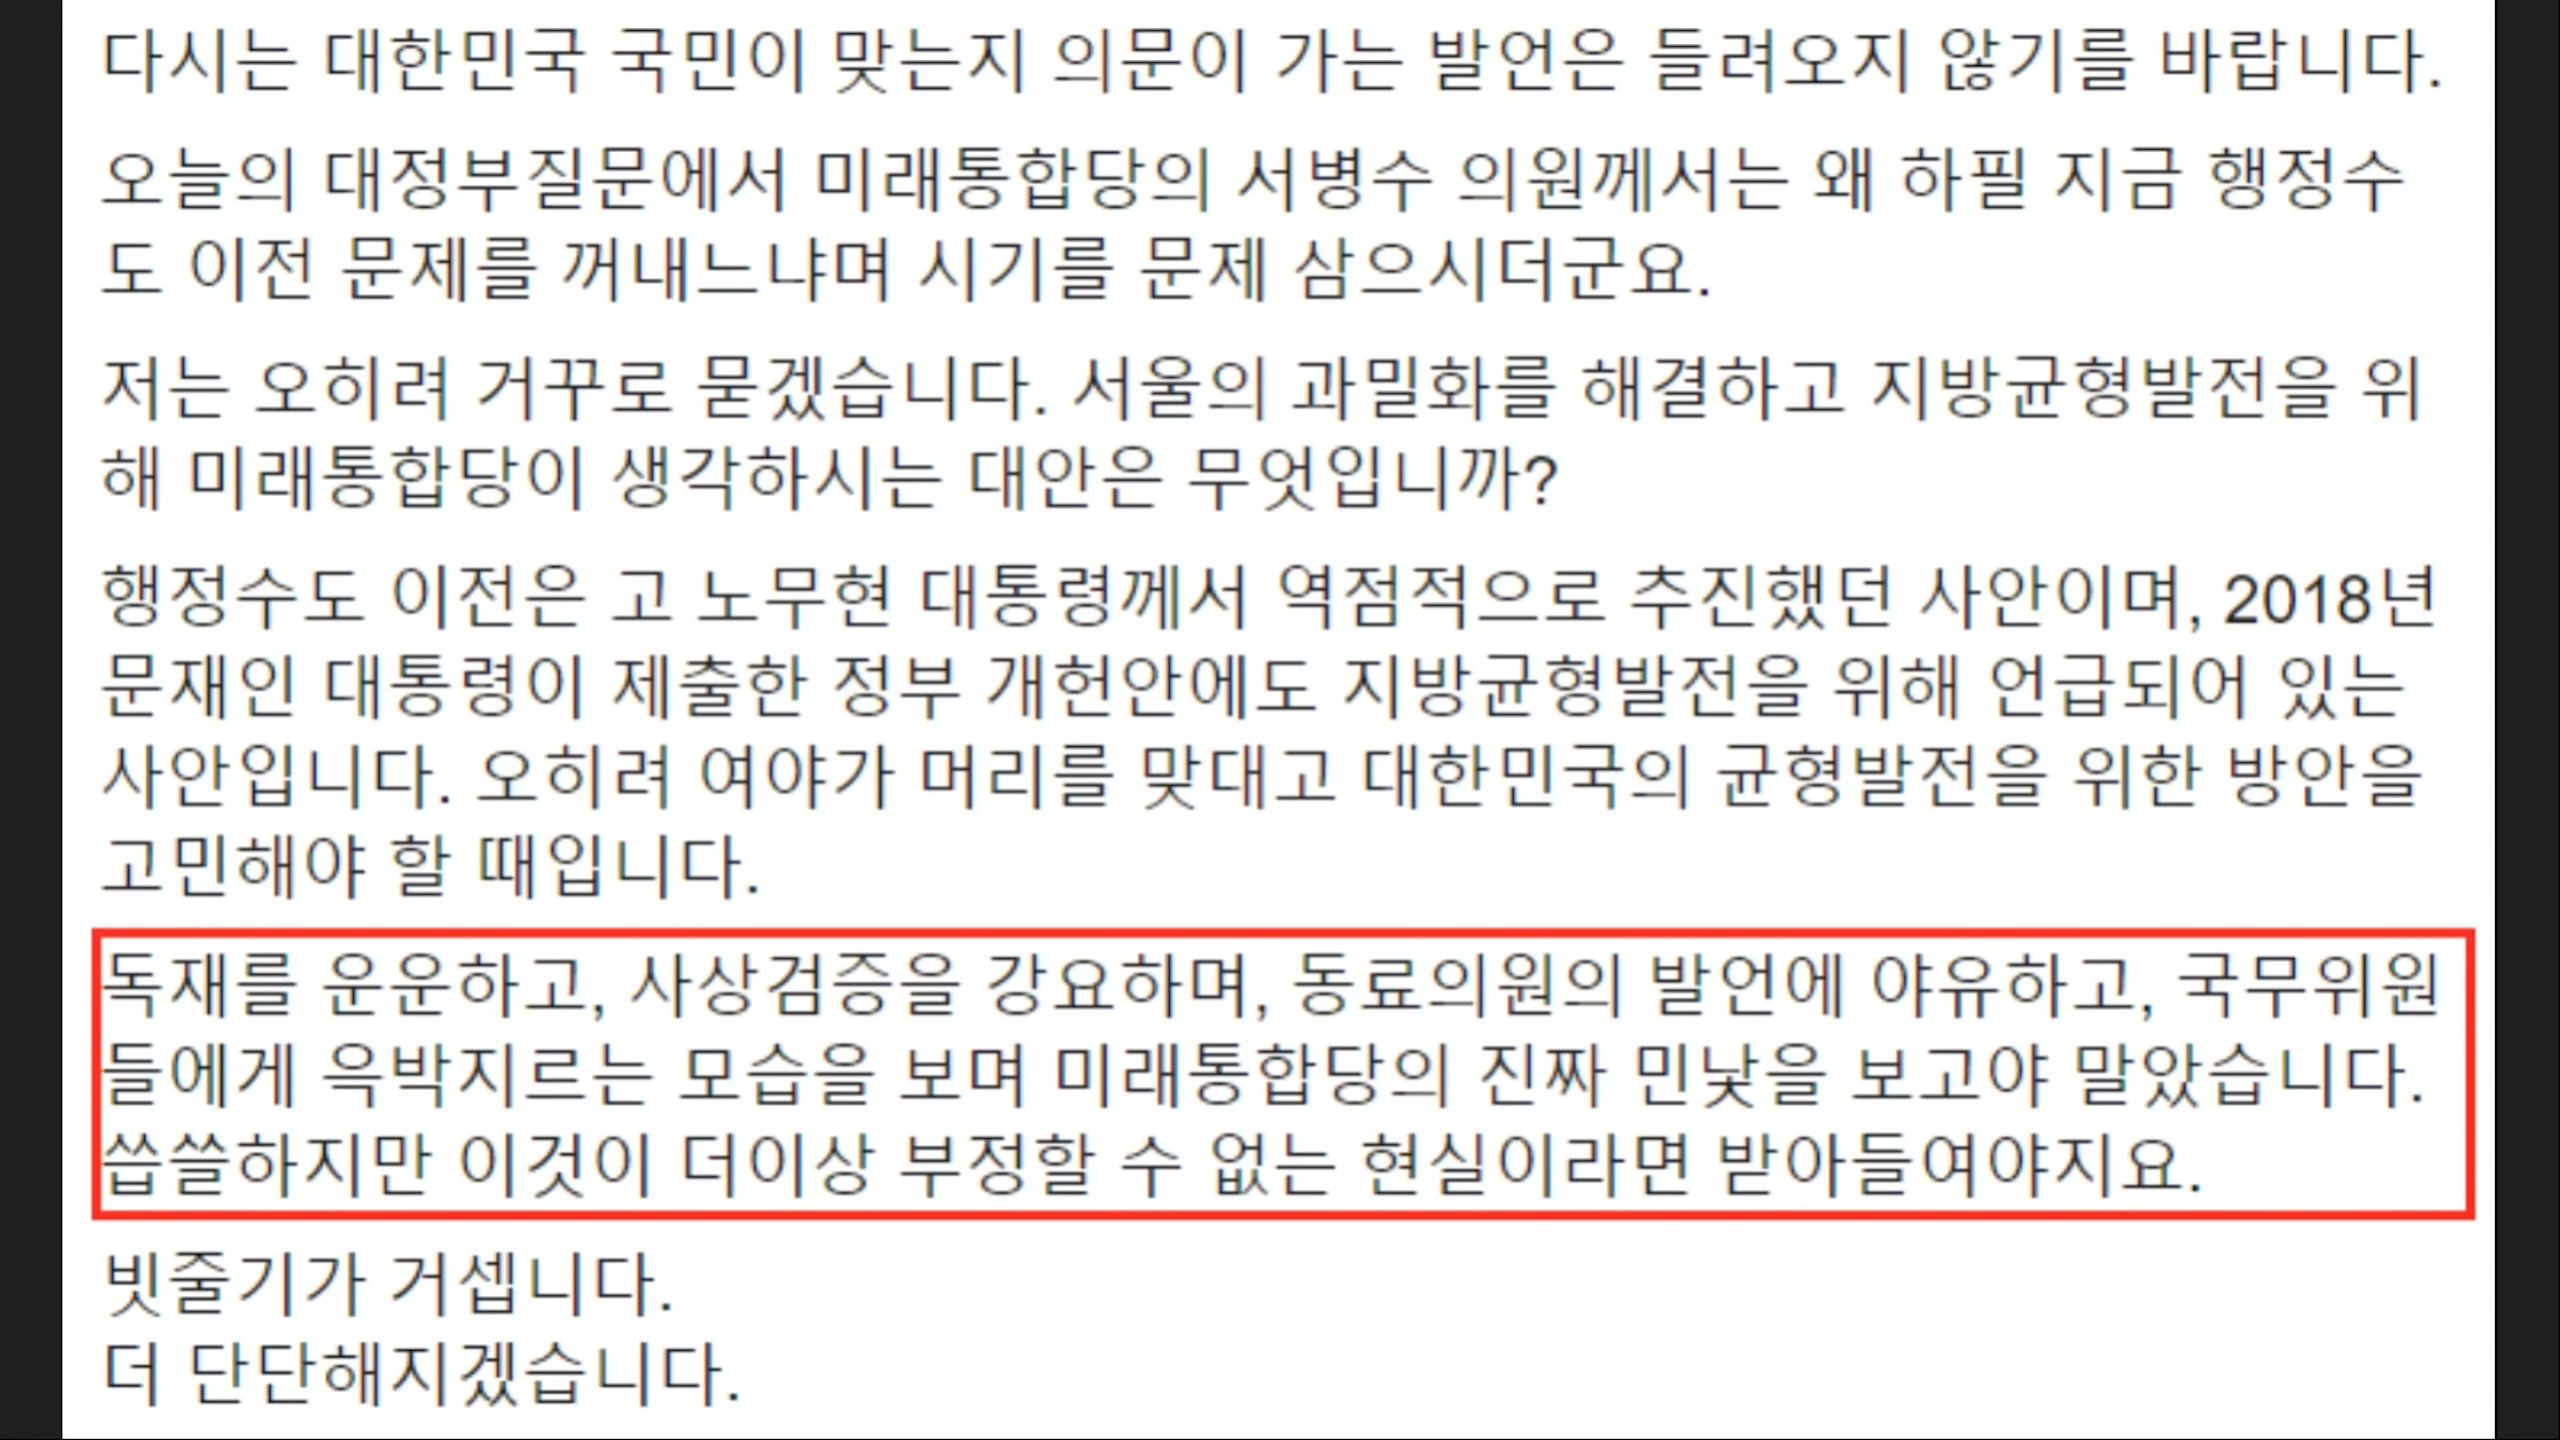 다시는 대한민국 국민이 맞는지 의문이 가는 발언은 들려오지 않기를 바랍니다.
오늘의 대정부질문에서 미래통합당의 서병수 의원께서는 왜 하필 지금 행정수
도 이전 문제를 꺼내느냐며 시기를 문제 삼으시더군요.
저는 오히려 거꾸로 묻겠습니다. 서울의 과밀화를 해결하고 지방균형발전을 위
해 미래통합당이 생각하시는 대안은 무엇입니까?
행정수도 이전은 고 노무현 대통령께서 역점적으로 추진했던 사안이며, 2018년
문재인 대통령이 제출한 정부 개헌안에도 지방균형발전을 위해 언급되어 있는
사안입니다. 오히려 여야가 머리를 맞대고 대한민국의 균형발전을 위한 방안을
고민해야 할 때입니다.
독재를 운운하고, 사상검증을 강요하며, 동료의원의 발언에 야유하고, 국무위원
들에게 윽박지르는 모습을 보며 미래통합당의 진짜 민낯을 보고야 말았습니다.
씁쓸하지만 이것이 더이상 부정할 수 없는 현실이라면 받아들여야지요.
빗줄기가 거셉니다.
더 단단해지겠습니다.